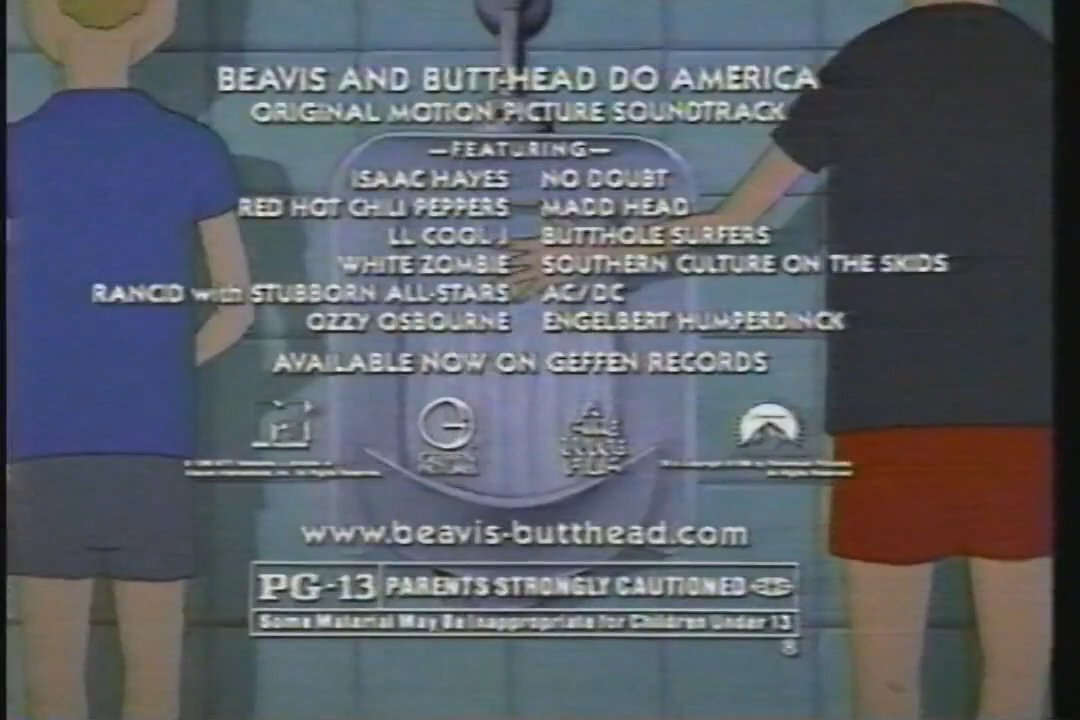 BEAVIS AND BUTT-HEAD DO AMERICA
ORIGINAL MOTION PICTURE SOUNDTRACK
—FEATURING—
ISAAC HAYES NO DOUBT
RED HOT CHILI PEPPERS MADD HEAD
LL COOL J BUTTHOLE SURFERS
WHITE ZOMBIE SOUTHERN CULTURE ON THE SKIDS
RANCID with STUBBORN ALL-STARS AC/DC
OZZY OSBOURNE ENGELBERT HUMPERDINCK
AVAILABLE NOW ON GEFFEN RECORDS
www.beavis-butthead.com
PG-13 PARENTS STRONGLY CAUTIONED
Some Material May Be Inappropriate for Children Under 13